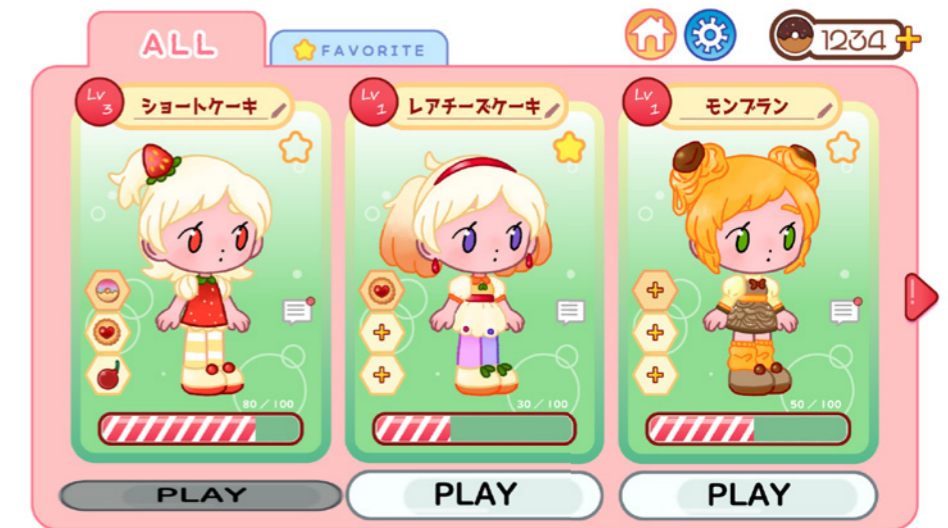 ALL
FAVORITE
1234
Lv 3
ショートケーキ
Lv 1
レアチーズケーキ
Lv 1
モンブラン
80 / 100
30 / 100
50 / 100
PLAY
PLAY
PLAY